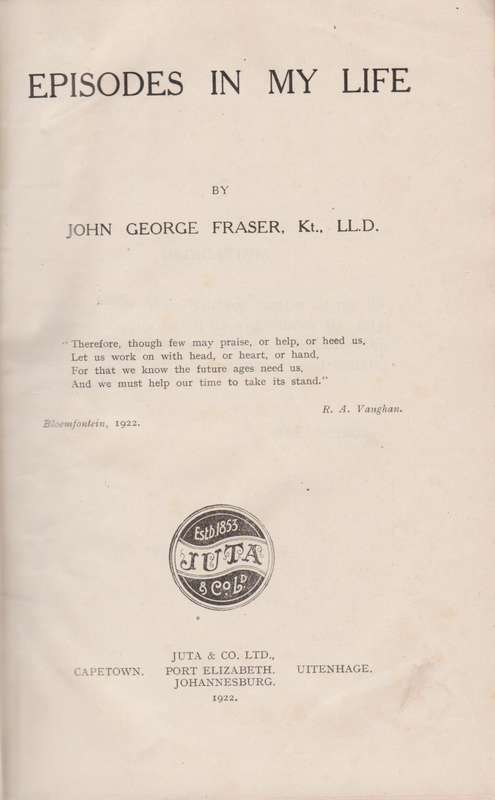 EPISODES IN MY LIFE
BY
JOHN GEORGE FRASER, Kt., LL.D.
"Therefore, though few may praise, or help, or heed us,
Let us work on with head, or heart, or hand,
For that we know the future ages need us,
And we must help our time to take its stand."
R. A. Vaughan.
Bloemfontein, 1922.
Estb. 1853
JUTA
& Co. LD.
JUTA & CO. LTD.,
CAPETOWN. PORT ELIZABETH. UITENHAGE.
JOHANNESBURG.
1922.